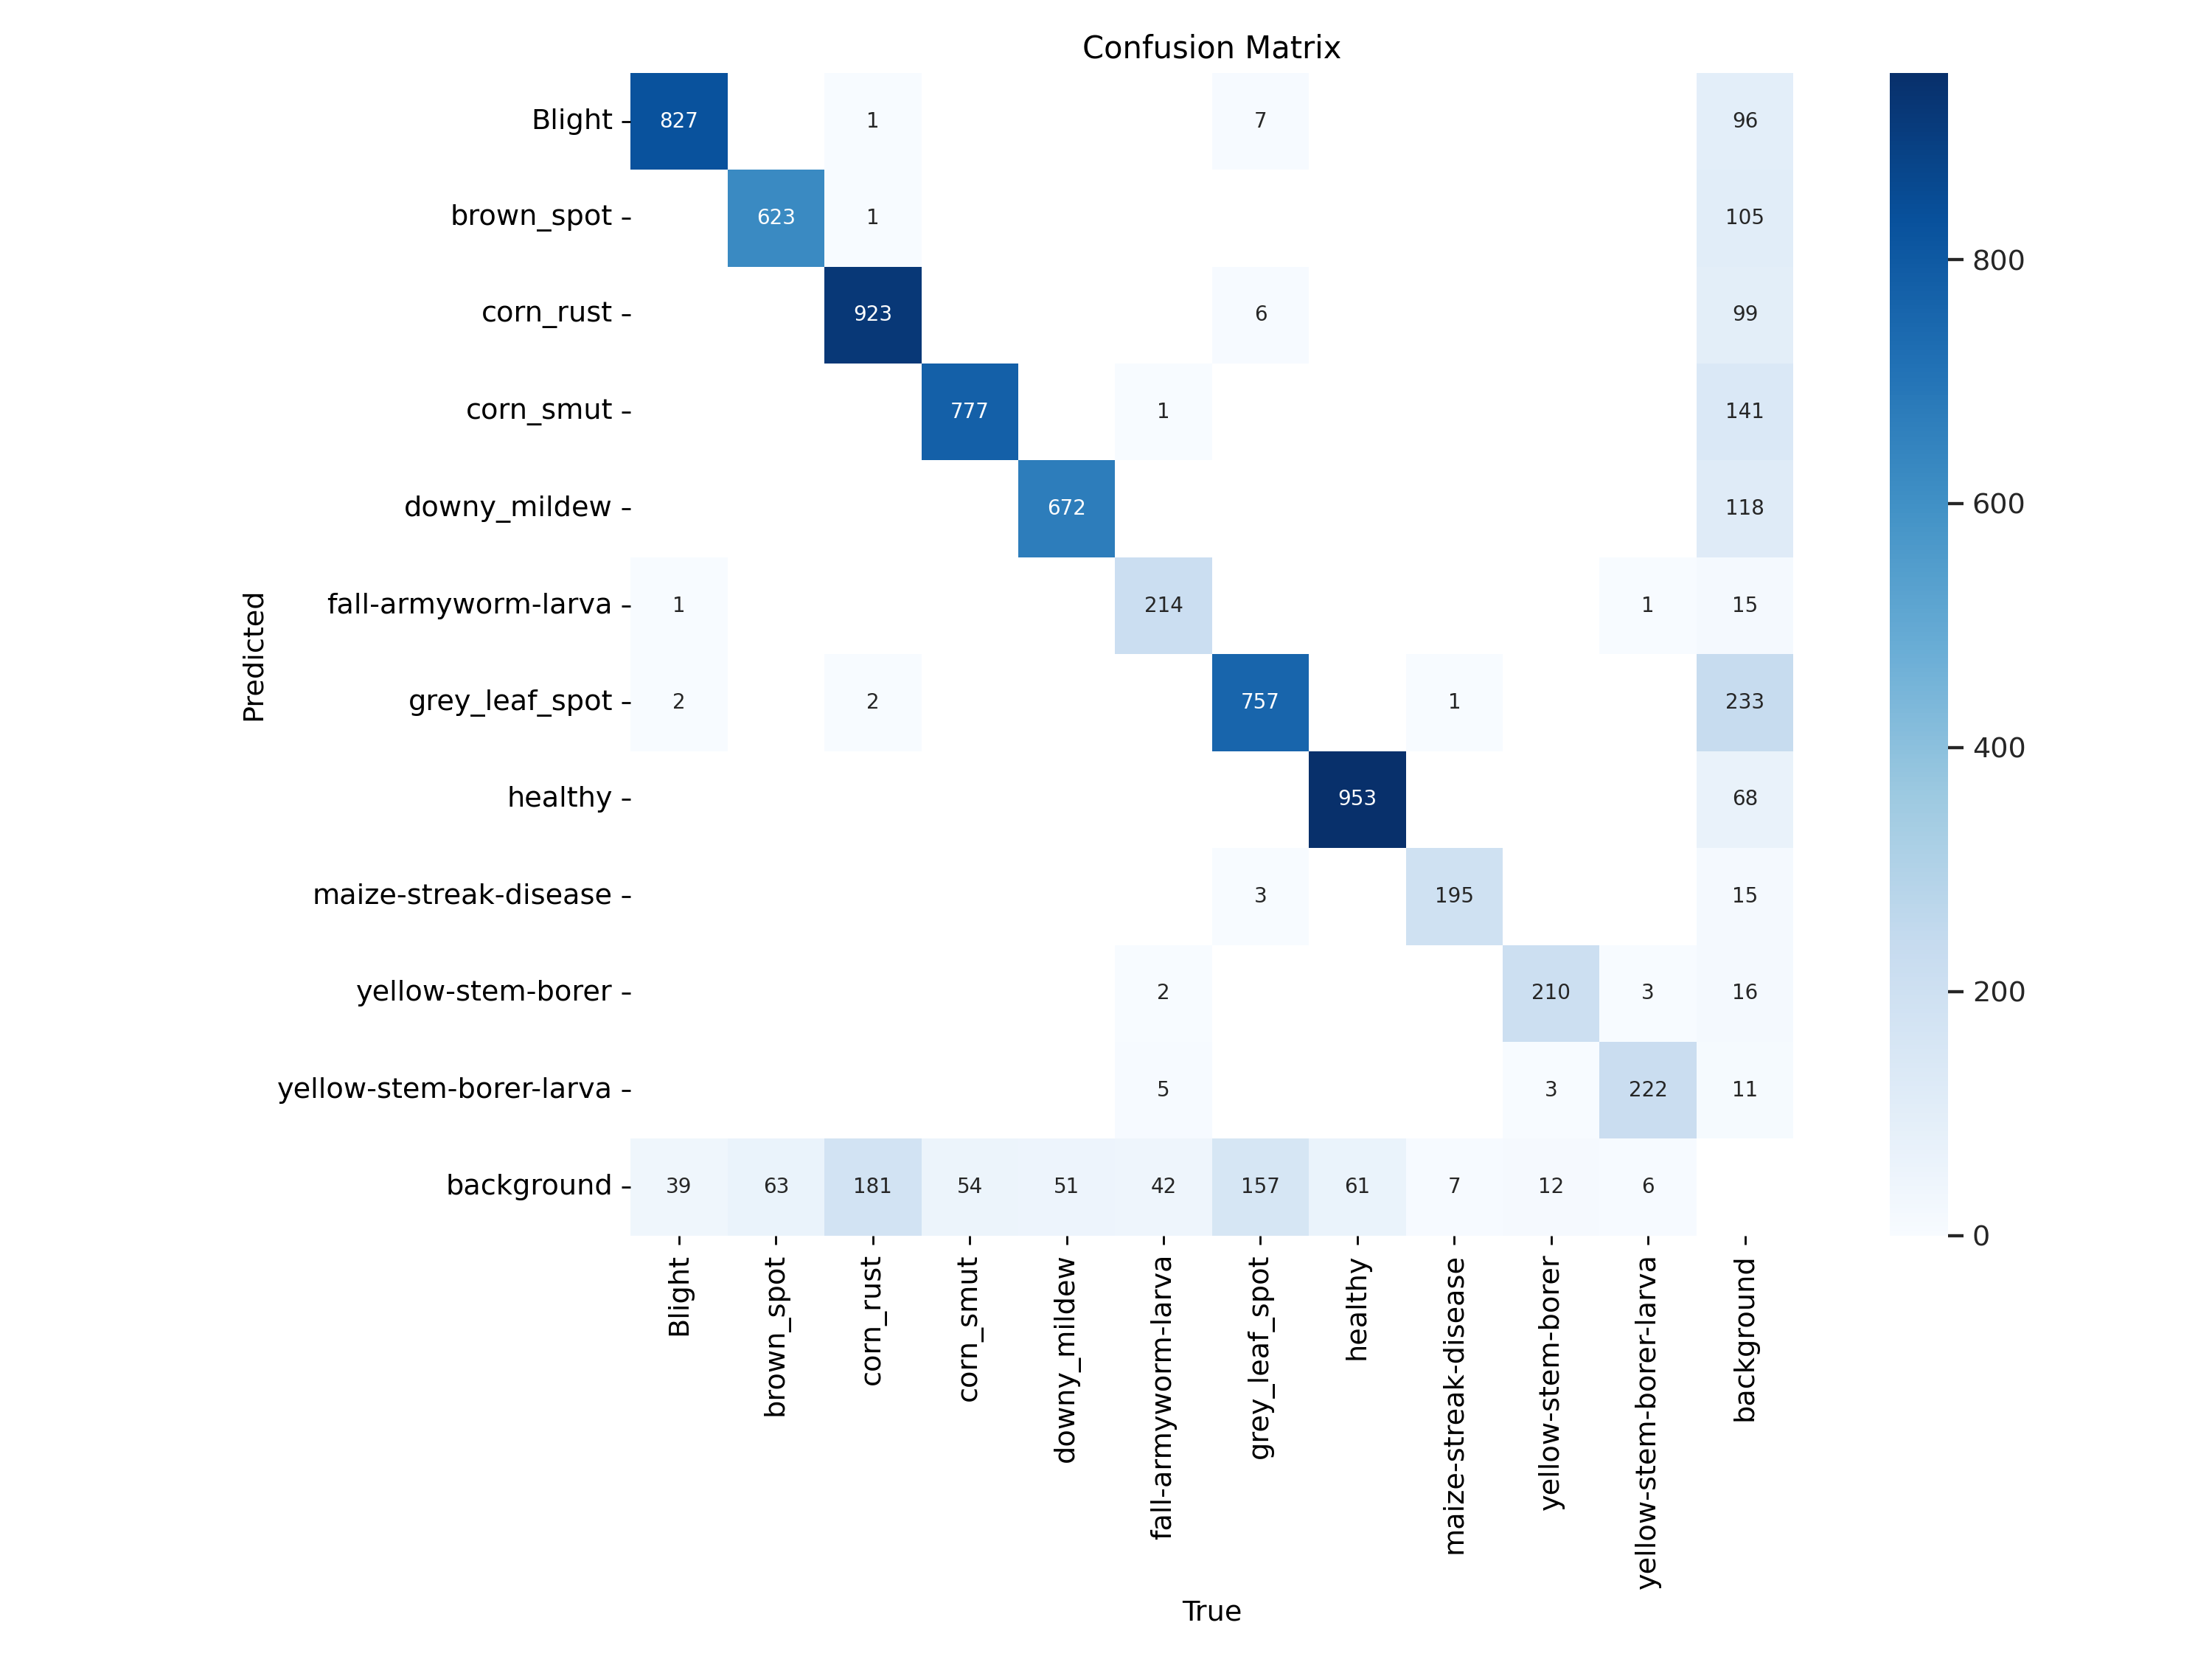 Confusion Matrix
Predicted
Blight 827 1 7 96
brown_spot 623 1 105
corn_rust 923 6 99
corn_smut 777 1 141
downy_mildew 672 118
fall-armyworm-larva 1 214 1 15
grey_leaf_spot 2 2 757 1 233
healthy 953 68
maize-streak-disease 3 195 15
yellow-stem-borer 2 210 3 16
yellow-stem-borer-larva 5 3 222 11
background 39 63 181 54 51 42 157 61 7 12 6
Blight
brown_spot
corn_rust
corn_smut
downy_mildew
fall-armyworm-larva
grey_leaf_spot
healthy
maize-streak-disease
yellow-stem-borer
yellow-stem-borer-larva
background
True
800
600
400
200
0